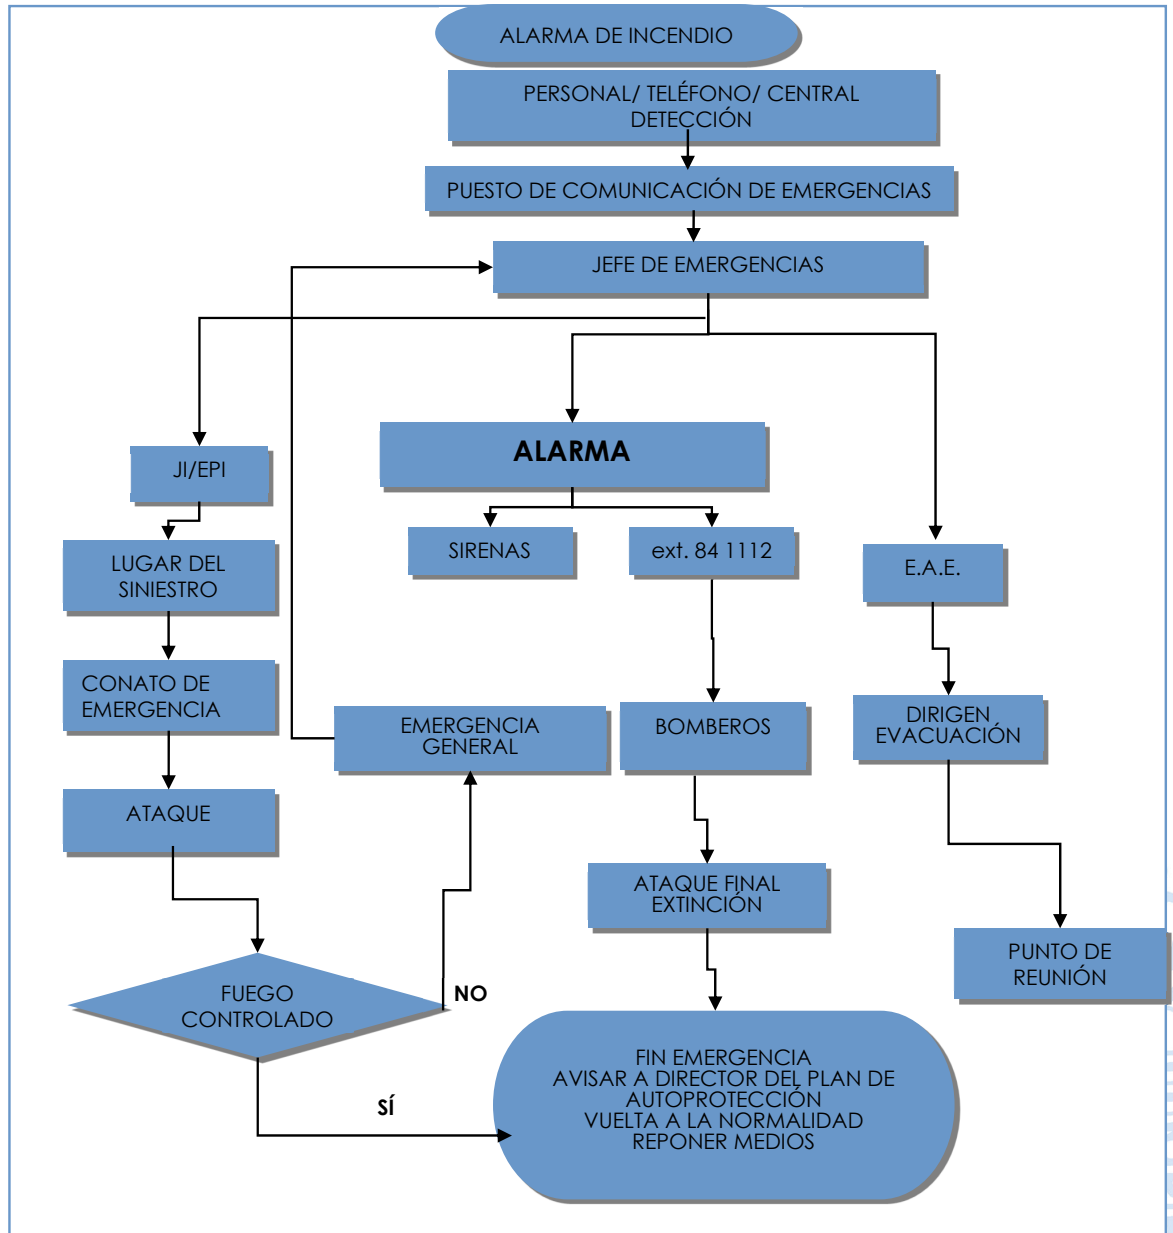 ALARMA DE INCENDIO
PERSONAL/ TELÉFONO/ CENTRAL
DETECCIÓN
PUESTO DE COMUNICACIÓN DE EMERGENCIAS
JEFE DE EMERGENCIAS
ALARMA
JI/EPI
SIRENAS
ext. 84 1112
E.A.E.
LUGAR DEL
SINIESTRO
CONATO DE
EMERGENCIA
EMERGENCIA
GENERAL
BOMBEROS
DIRIGEN
EVACUACIÓN
ATAQUE
ATAQUE FINAL
EXTINCIÓN
PUNTO DE
REUNIÓN
FUEGO
CONTROLADO
NO
SÍ
FIN EMERGENCIA
AVISAR A DIRECTOR DEL PLAN DE
AUTOPROTECCIÓN
VUELTA A LA NORMALIDAD
REPONER MEDIOS